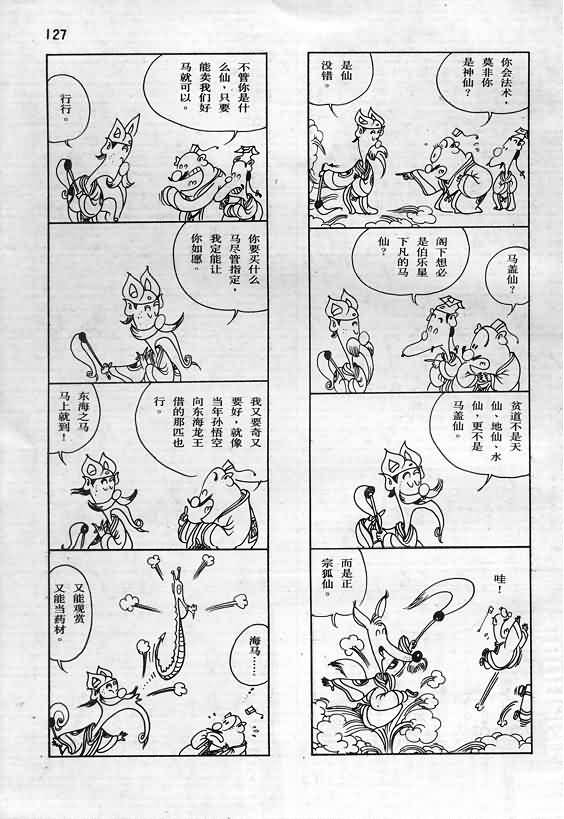 127
你会法术，
莫非你
是神仙？
是仙
没错。
马盖仙？
阁下想必
是伯乐星
下凡的马
仙？
贫道不是天
仙、地仙、水
仙，更不是
马盖仙。
哇！
而是正
宗狐仙。
不管你是什
么仙、只要
能卖我们好
马就可以。
行行。
你要买什么
马尽管指定，
我定能让
你如愿。
我又要奇又
要好，就像
当年孙悟空
向东海龙王
借的那匹也
行。
东海之马
马上就到！
海马……
又能观赏
又能当药材。